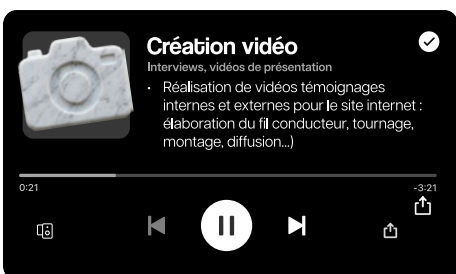 Création vidéo
Interviews, vidéos de présentation
• Réalisation de vidéos témoignages
internes et externes pour le site internet :
élaboration du fil conducteur, tournage,
montage, diffusion...)
0:21
-3:21